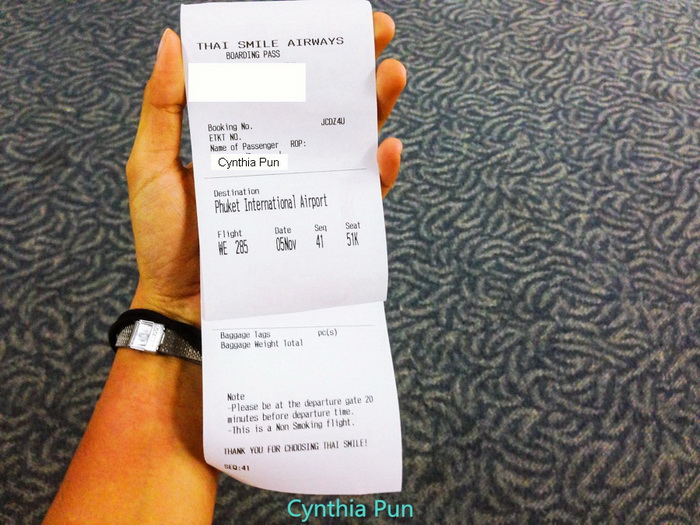 THAI SMILE AIRWAYS
BOARDING PASS
Booking No. JCDZ4U
ETKT NO.
Name of Passenger ROP:
Cynthia Pun
Destination
Phuket International Airport
Flight Date Seq Seat
WE 285 05Nov 41 51K
Baggage Tags pc(s)
Baggage Weight Total
Note
-Please be at the departure gate 20
minutes before departure time.
-This is a Non Smoking flight.
THANK YOU FOR CHOOSING THAI SMILE!
SEQ:41
Cynthia Pun